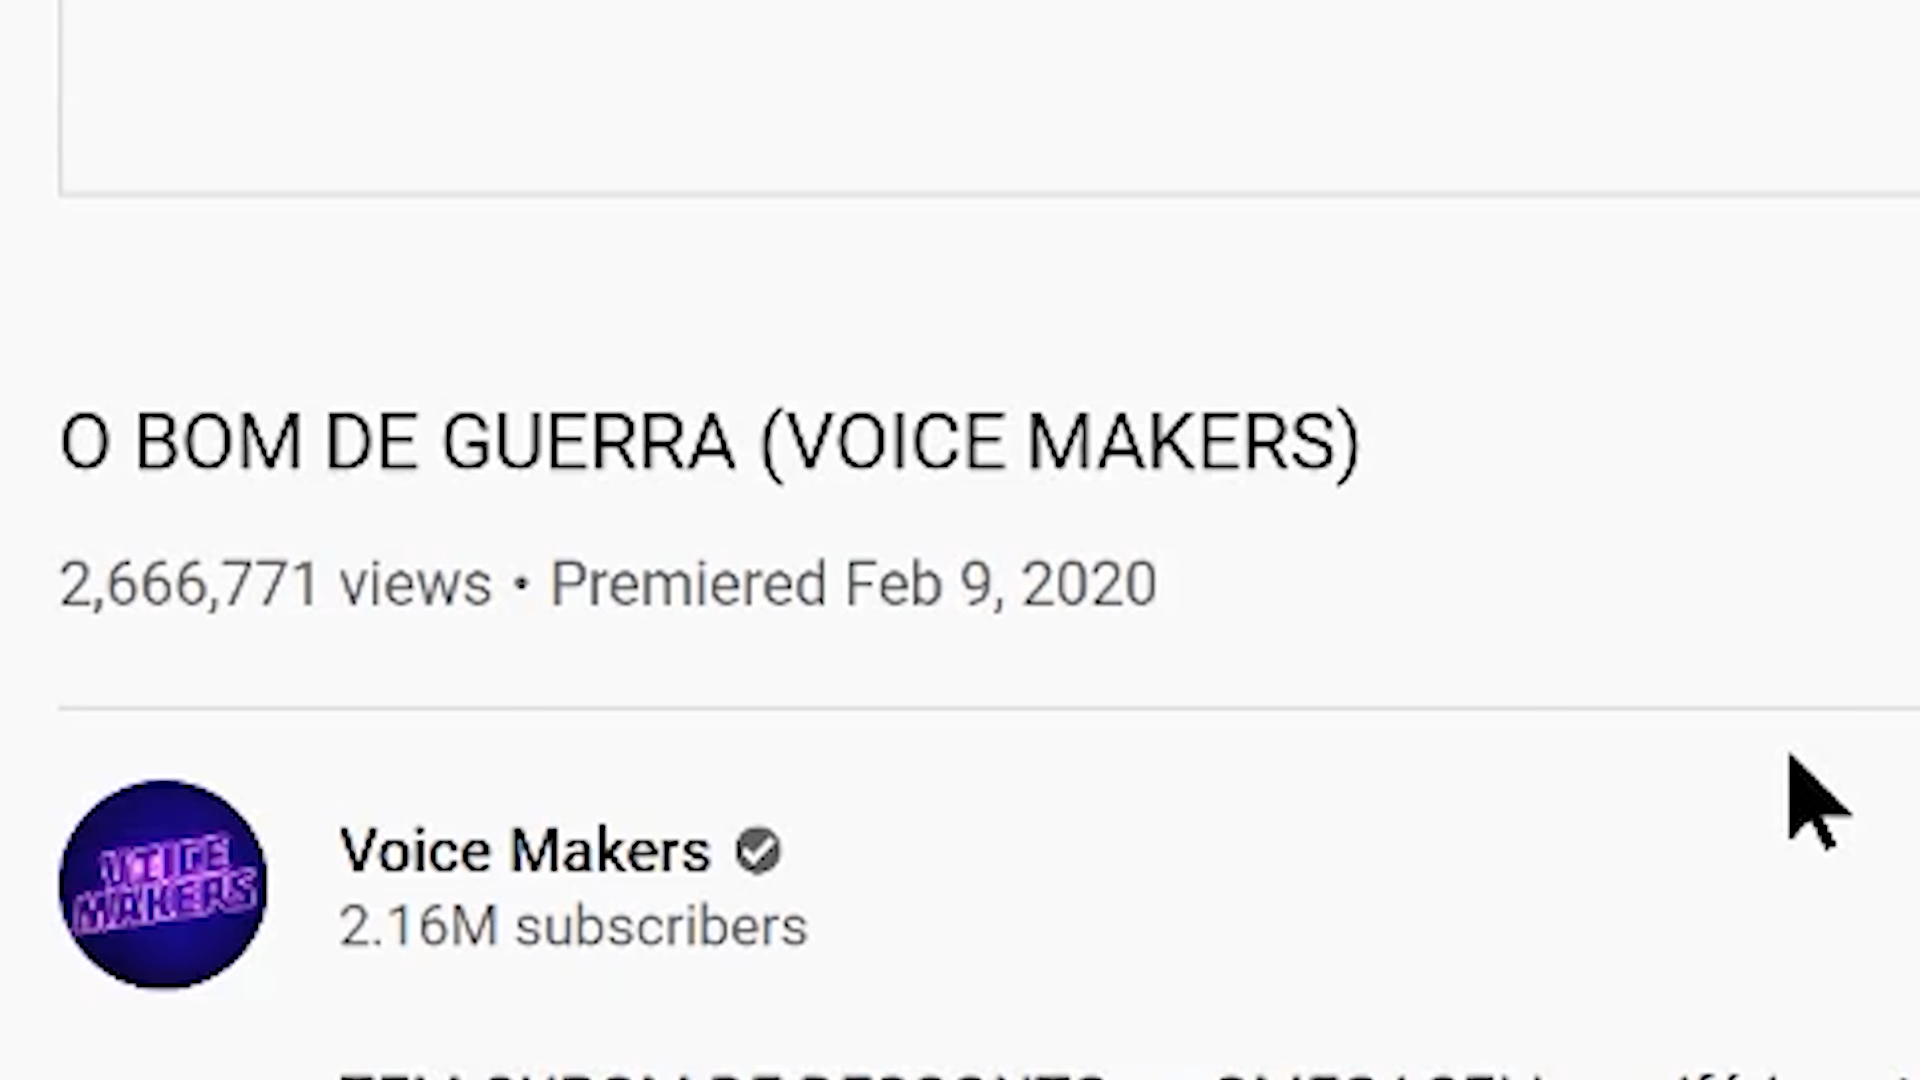 O BOM DE GUERRA (VOICE MAKERS)
2,666,771 views • Premiered Feb 9, 2020
VOICE
MAKERS
Voice Makers
2.16M subscribers